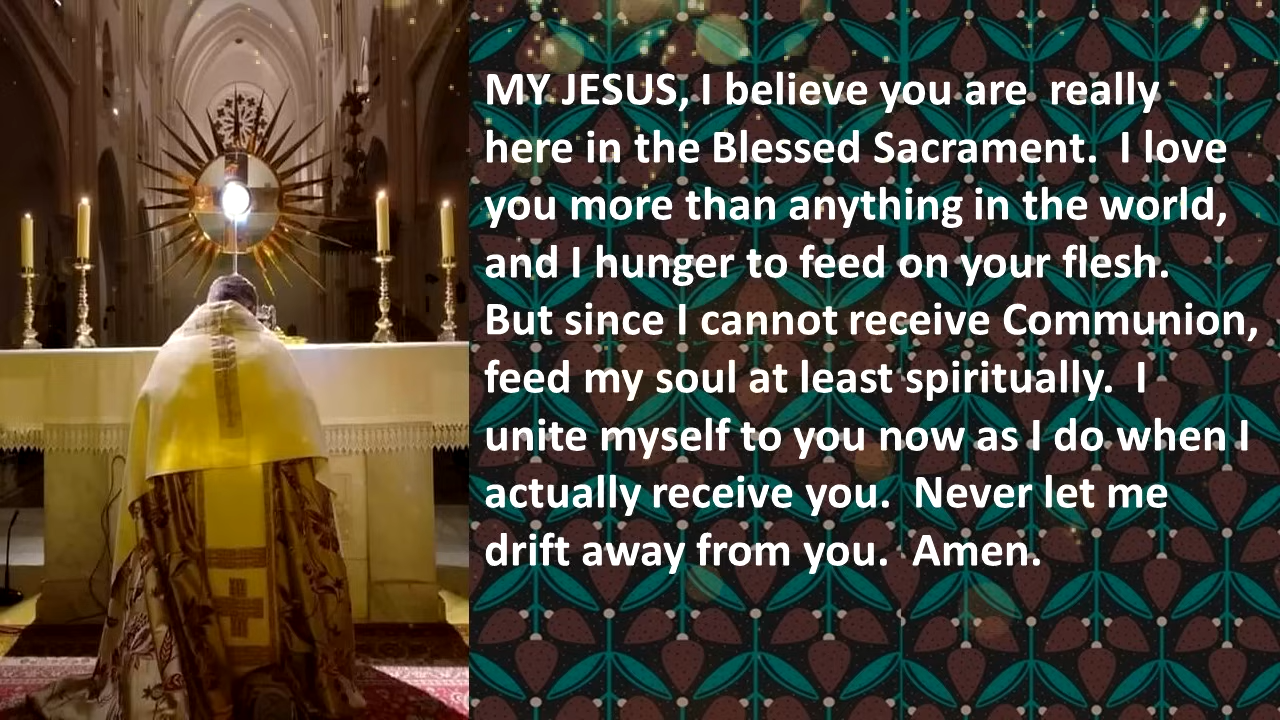 MY JESUS, I believe you are  really
here in the Blessed Sacrament.  I love
you more than anything in the world,
and I hunger to feed on your flesh.
But since I cannot receive Communion,
feed my soul at least spiritually.  I
unite myself to you now as I do when I
actually receive you.  Never let me
drift away from you.  Amen.